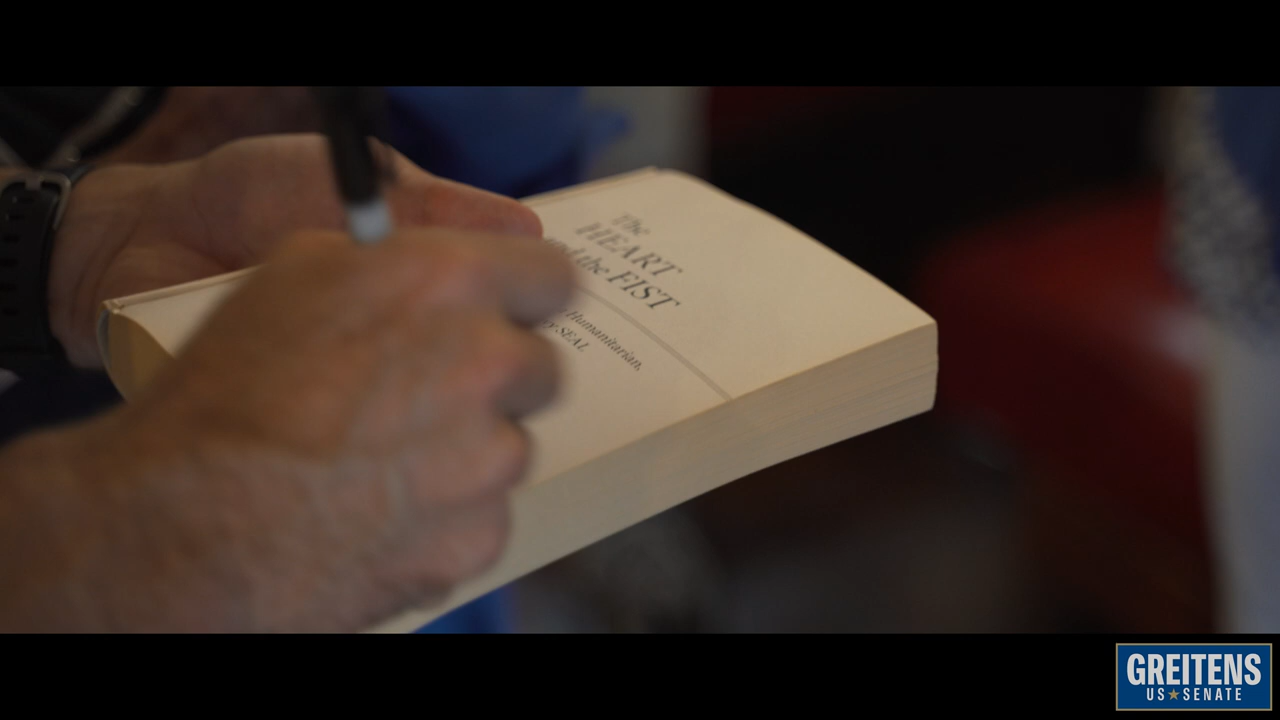 The
HEART
and the FIST
Humanitarian,
SEAL
GREITENS
US★SENATE